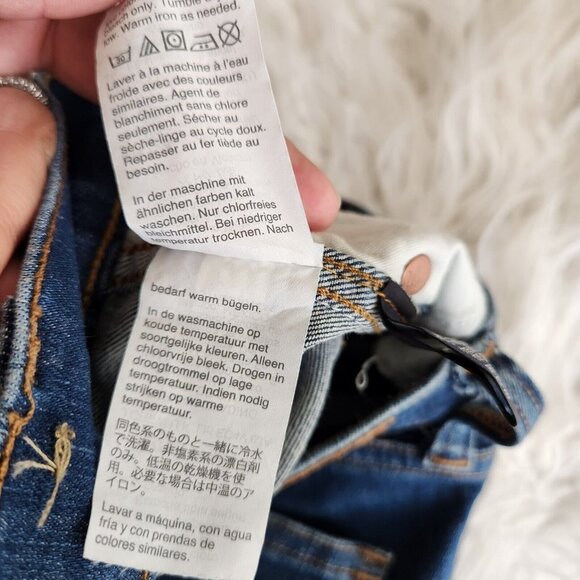 only. Tumble
low. Warm iron as needed.
30
Laver à la machine à l'eau
froide avec des couleurs
similaires. Agent de
blanchiment sans chlore
seulement. Sécher au
sèche-linge au cycle doux.
Repasser au fer tiède au
besoin.
In der maschine mit
ähnlichen farben kalt
waschen. Nur chlorfreies
bleichmittel. Bei niedriger
temperatur trocknen. Nach
bedarf warm bügeln.
In de wasmachine op
koude temperatuur met
soortgelijke kleuren. Alleen
chloorvrije bleek. Drogen in
droogtrommel op lage
temperatuur. Indien nodig
strijken op warme
temperatuur.
同色系のものと一緒に冷水
で洗濯。非塩素系の漂白剤
のみ。低温の乾燥機を使
用。必要な場合は中温のア
イロン。
Lavar a máquina, con agua
fría y con prendas de
colores similares.